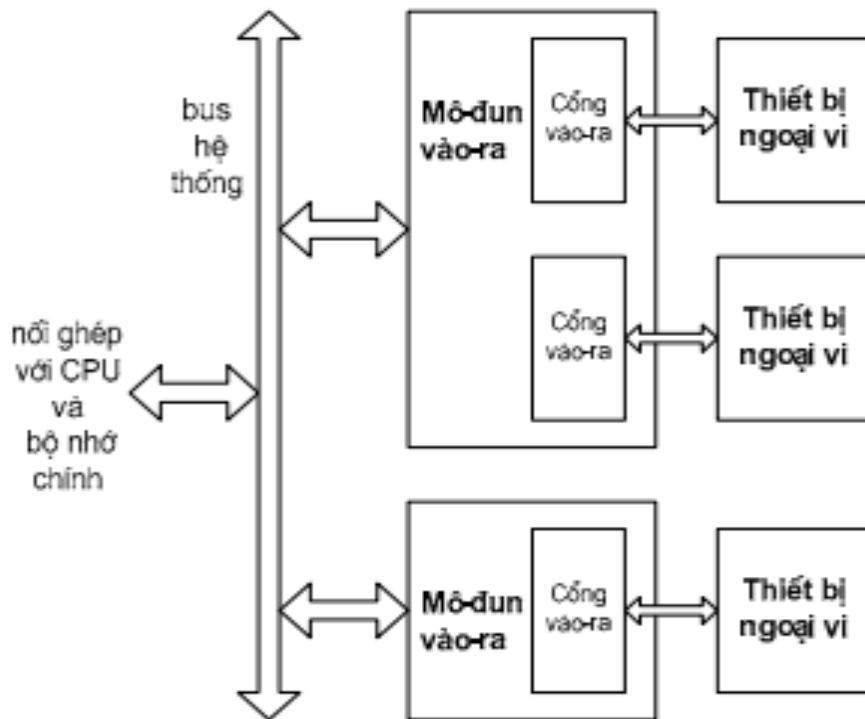 bus
hệ
thống
nối ghép
với CPU
và
bộ nhớ
chính
Mô-đun
vào-ra
Cổng
vào-ra
Thiết bị
ngoại vi
Cổng
vào-ra
Thiết bị
ngoại vi
Mô-đun
vào-ra
Cổng
vào-ra
Thiết bị
ngoại vi